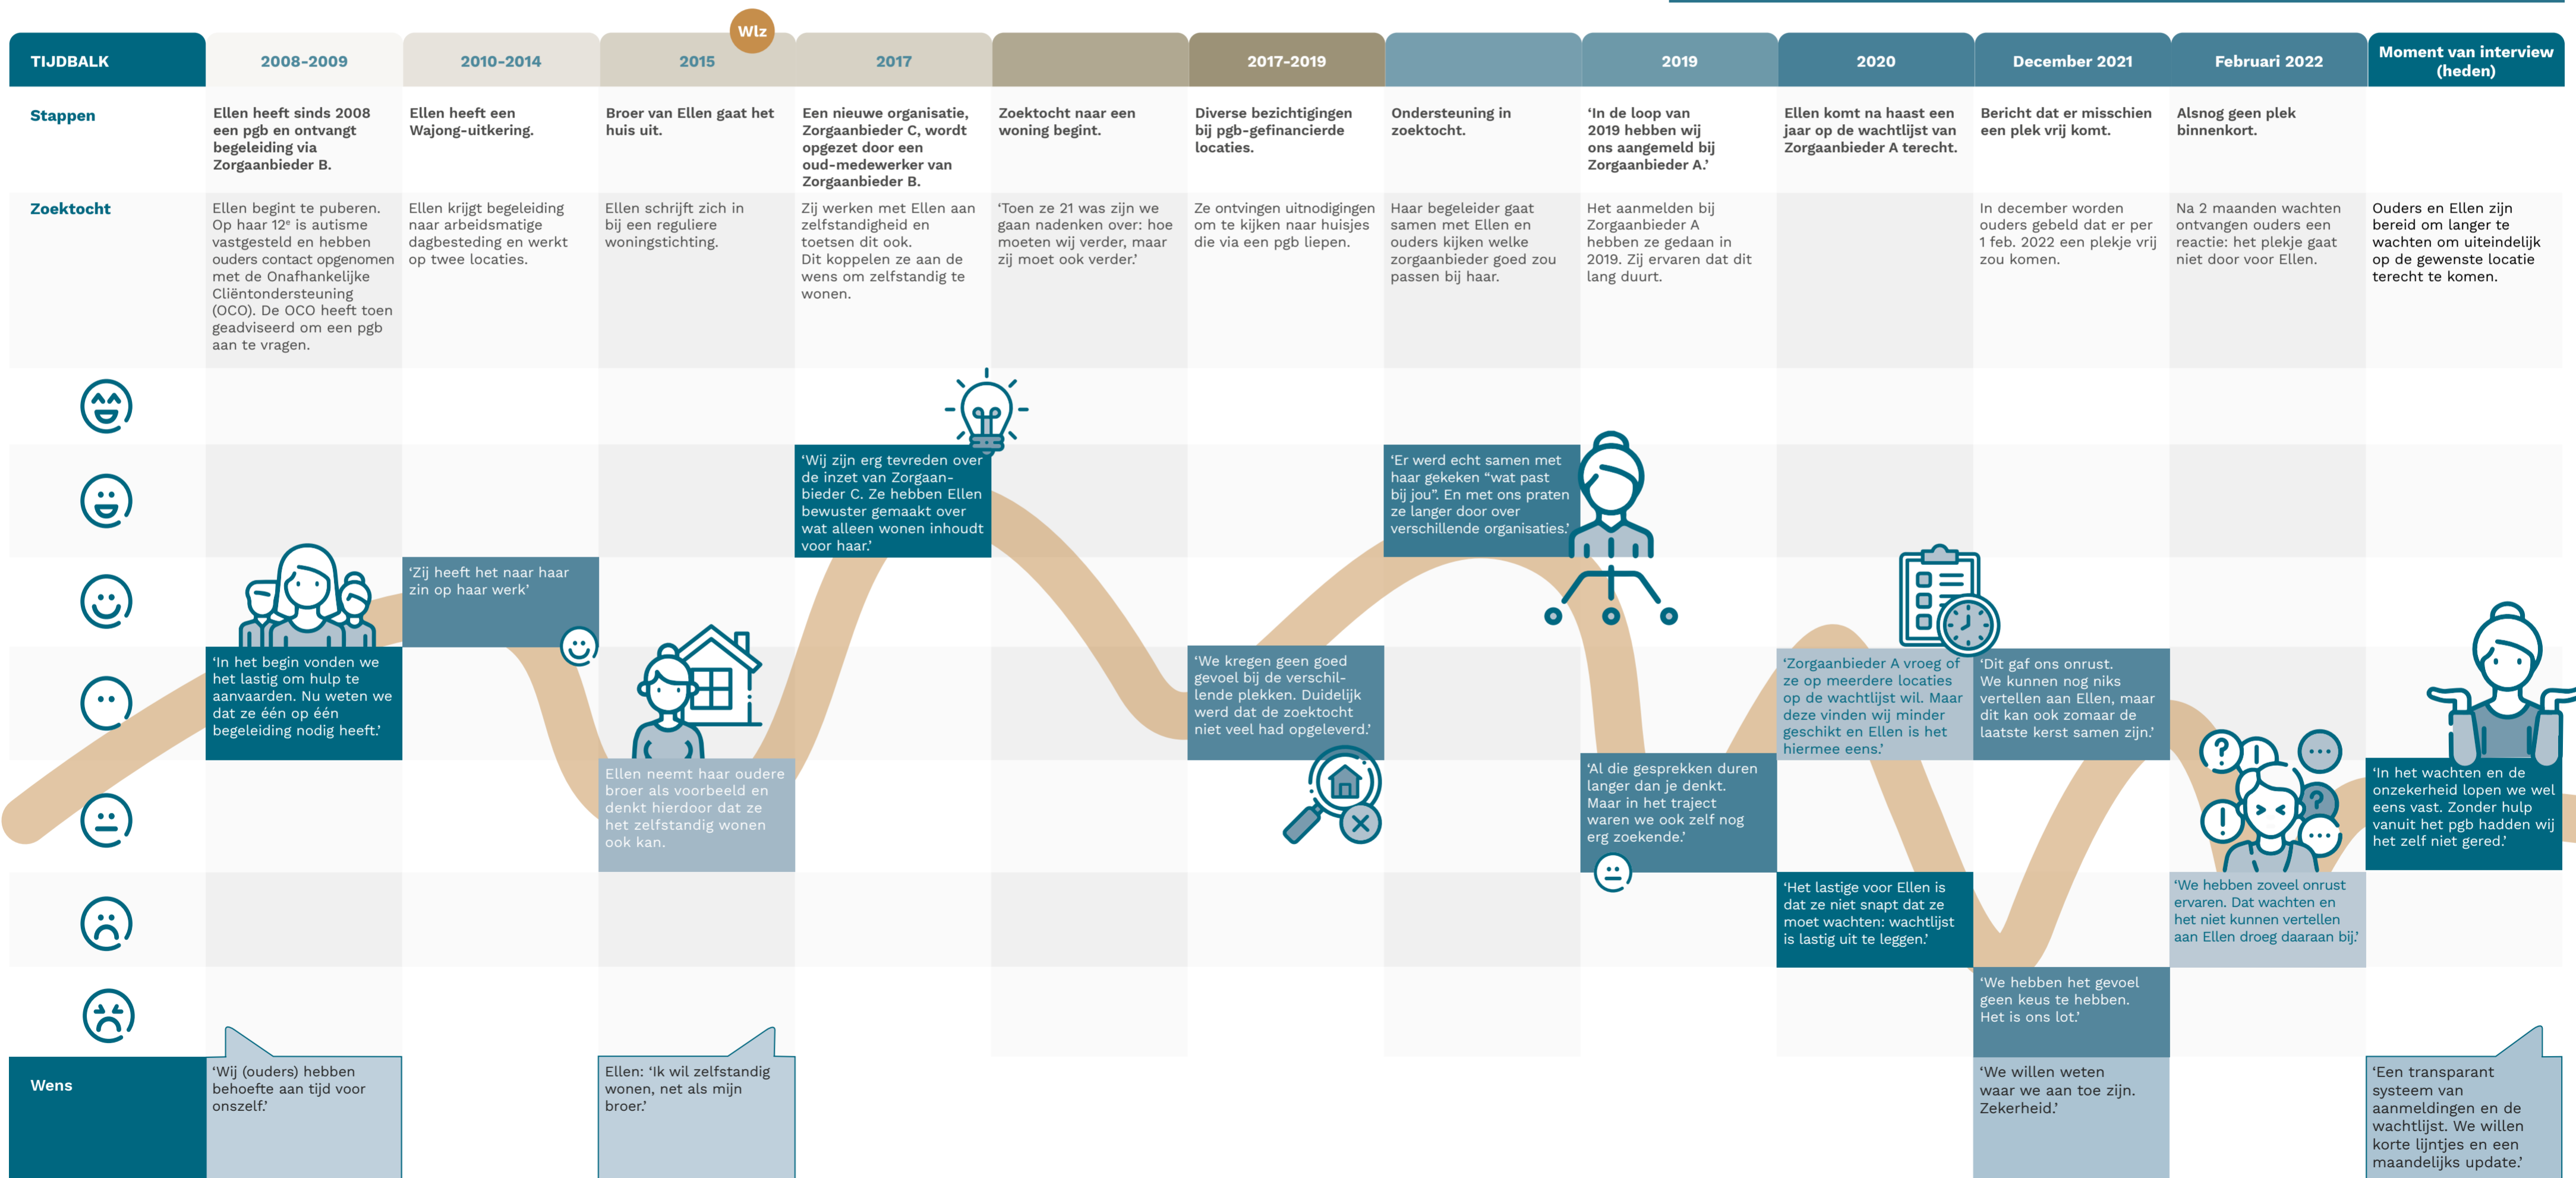 Wlz
TIJDBALK
2008-2009
2010-2014
2015
2017
2017-2019
2019
2020
December 2021
Februari 2022
Moment van interview
(heden)
Stappen
Ellen heeft sinds 2008
een pgb en ontvangt
begeleiding via
Zorgaanbieder B.
Ellen heeft een
Wajong-uitkering.
Broer van Ellen gaat het
huis uit.
Een nieuwe organisatie,
Zorgaanbieder C, wordt
opgezet door een
oud-medewerker van
Zorgaanbieder B.
Zoektocht naar een
woning begint.
Diverse bezichtigingen
bij pgb-gefinancierde
locaties.
Ondersteuning in
zoektocht.
‘In de loop van
2019 hebben wij
ons aangemeld bij
Zorgaanbieder A.’
Ellen komt na haast een
jaar op de wachtlijst van
Zorgaanbieder A terecht.
Bericht dat er misschien
een plek vrij komt.
Alsnog geen plek
binnenkort.
Zoektocht
Ellen begint te puberen.
Op haar 12e is autisme
vastgesteld en hebben
ouders contact opgenomen
met de Onafhankelijke
Cliëntondersteuning
(OCO). De OCO heeft toen
geadviseerd om een pgb
aan te vragen.
Ellen krijgt begeleiding
naar arbeidsmatige
dagbesteding en werkt
op twee locaties.
Ellen schrijft zich in
bij een reguliere
woningstichting.
Zij werken met Ellen aan
zelfstandigheid en
toetsen dit ook.
Dit koppelen ze aan de
wens om zelfstandig te
wonen.
‘Toen ze 21 was zijn we
gaan nadenken over: hoe
moeten wij verder, maar
zij moet ook verder.’
Ze ontvingen uitnodigingen
om te kijken naar huisjes
die via een pgb liepen.
Haar begeleider gaat
samen met Ellen en
ouders kijken welke
zorgaanbieder goed zou
passen bij haar.
Het aanmelden bij
Zorgaanbieder A
hebben ze gedaan in
2019. Zij ervaren dat dit
lang duurt.
In december worden
ouders gebeld dat er per
1 feb. 2022 een plekje vrij
zou komen.
Na 2 maanden wachten
ontvangen ouders een
reactie: het plekje gaat
niet door voor Ellen.
Ouders en Ellen zijn
bereid om langer te
wachten om uiteindelijk
op de gewenste locatie
terecht te komen.
‘In het begin vonden we
het lastig om hulp te
aanvaarden. Nu weten we
dat ze één op één
begeleiding nodig heeft.’
‘Zij heeft het naar haar
zin op haar werk’
Ellen neemt haar oudere
broer als voorbeeld en
denkt hierdoor dat ze
het zelfstandig wonen
ook kan.
‘Wij zijn erg tevreden over
de inzet van Zorgaan-
bieder C. Ze hebben Ellen
bewuster gemaakt over
wat alleen wonen inhoudt
voor haar.’
‘We kregen geen goed
gevoel bij de verschil-
lende plekken. Duidelijk
werd dat de zoektocht
niet veel had opgeleverd.’
‘Er werd echt samen met
haar gekeken “wat past
bij jou”. En met ons praten
ze langer door over
verschillende organisaties.’
‘Al die gesprekken duren
langer dan je denkt.
Maar in het traject
waren we ook zelf nog
erg zoekende.’
‘Zorgaanbieder A vroeg of
ze op meerdere locaties
op de wachtlijst wil. Maar
deze vinden wij minder
geschikt en Ellen is het
hiermee eens.’
‘Het lastige voor Ellen is
dat ze niet snapt dat ze
moet wachten: wachtlijst
is lastig uit te leggen.’
‘Dit gaf ons onrust.
We kunnen nog niks
vertellen aan Ellen, maar
dit kan ook zomaar de
laatste kerst samen zijn.’
‘We hebben het gevoel
geen keus te hebben.
Het is ons lot.’
‘We hebben zoveel onrust
ervaren. Dat wachten en
het niet kunnen vertellen
aan Ellen droeg daaraan bij.’
‘In het wachten en de
onzekerheid lopen we wel
eens vast. Zonder hulp
vanuit het pgb hadden wij
het zelf niet gered.’
Wens
‘Wij (ouders) hebben
behoefte aan tijd voor
onszelf.’
Ellen: ‘Ik wil zelfstandig
wonen, net als mijn
broer.’
‘We willen weten
waar we aan toe zijn.
Zekerheid.’
‘Een transparant
systeem van
aanmeldingen en de
wachtlijst. We willen
korte lijntjes en een
maandelijks update.’